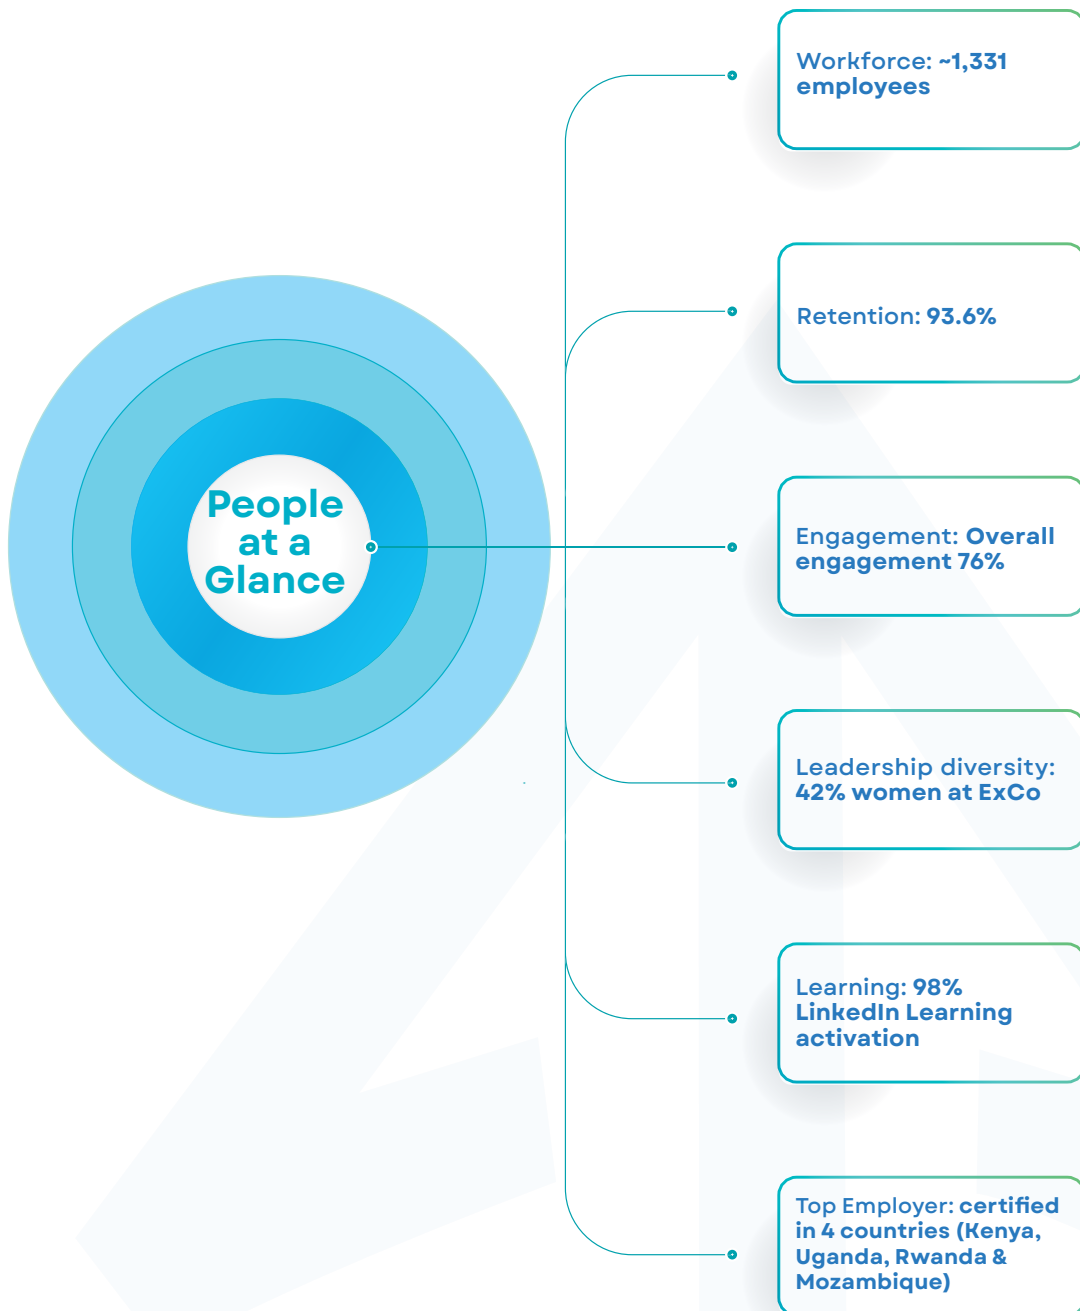 People
at a
Glance
Workforce: ~1,331
employees
Retention: 93.6%
Engagement: Overall
engagement 76%
Leadership diversity:
42% women at ExCo
Learning: 98%
LinkedIn Learning
activation
Top Employer: certified
in 4 countries (Kenya,
Uganda, Rwanda &
Mozambique)